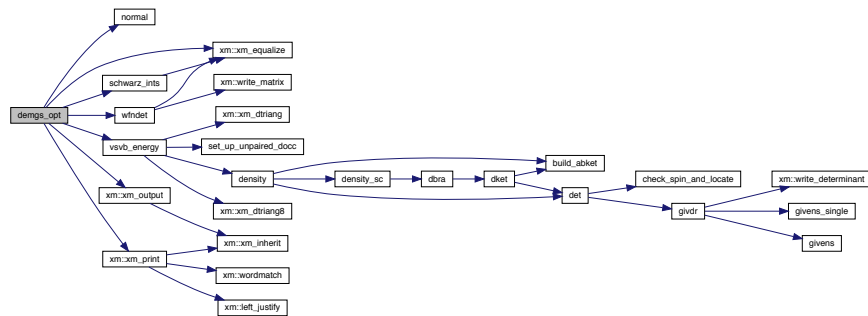 normal
xm::xm_equalize
schwarz_ints
xm::write_matrix
demgs_opt
wfndet
xm::xm_dtriang
vsvb_energy
set_up_unpaired_docc
build_abket
density
density_sc
dbra
dket
check_spin_and_locate
xm::write_determinant
det
xm::xm_output
xm::xm_dtriang8
givdr
givens_single
xm::xm_inherit
givens
xm::xm_print
xm::wordmatch
xm::left_justify